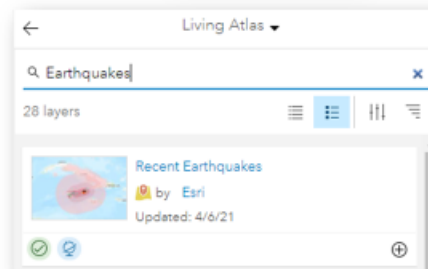 Living Atlas
Earthquakes
28 layers
Recent Earthquakes
by Esri
Updated: 4/6/21